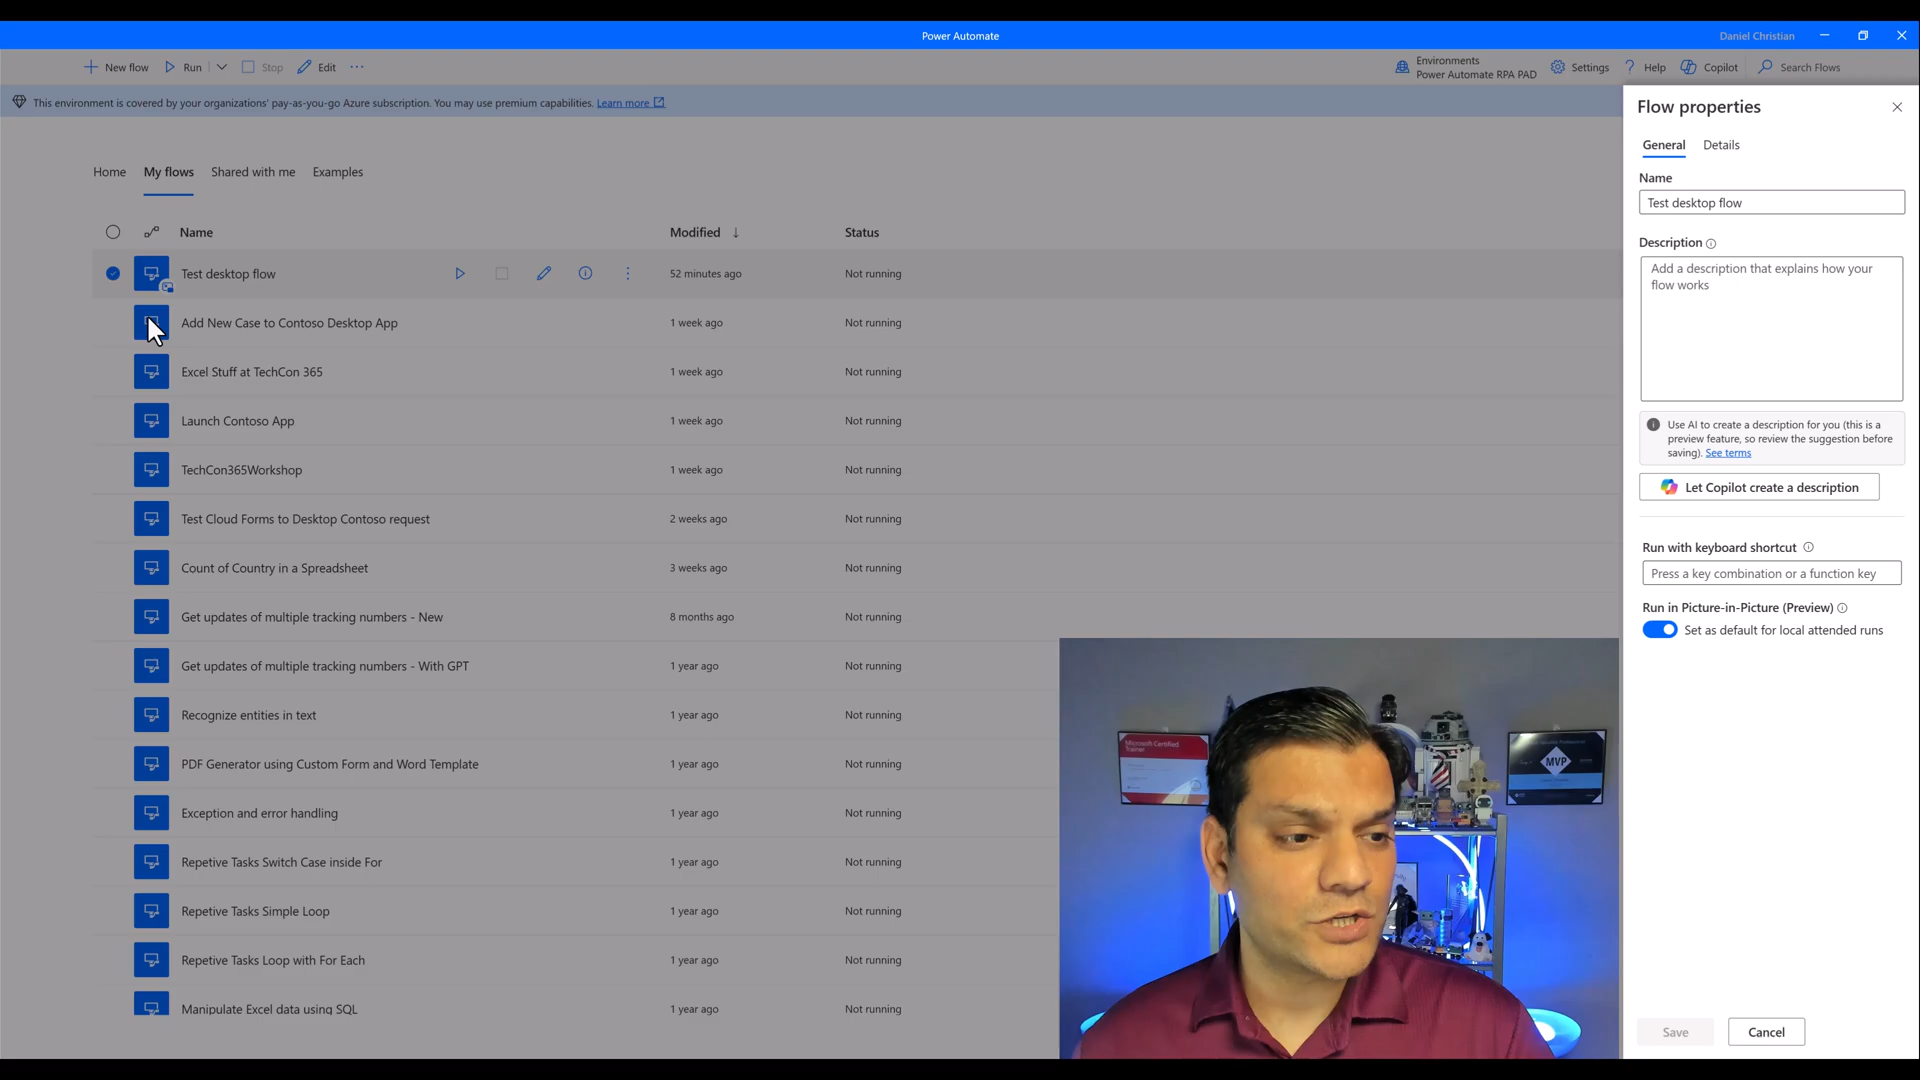 Power Automate
Daniel Christian
New flow
Run
Stop
Edit
Environments
Power Automate RPA PAD
Settings
Help
Copilot
Search Flows
This environment is covered by your organizations' pay-as-you-go Azure subscription. You may use premium capabilities. Learn more
Home
My flows
Shared with me
Examples
Name
Modified
Status
Test desktop flow
52 minutes ago
Not running
Add New Case to Contoso Desktop App
1 week ago
Not running
Excel Stuff at TechCon 365
1 week ago
Not running
Launch Contoso App
1 week ago
Not running
TechCon365Workshop
1 week ago
Not running
Test Cloud Forms to Desktop Contoso request
2 weeks ago
Not running
Count of Country in a Spreadsheet
3 weeks ago
Not running
Get updates of multiple tracking numbers - New
8 months ago
Not running
Get updates of multiple tracking numbers - With GPT
1 year ago
Not running
Recognize entities in text
1 year ago
Not running
PDF Generator using Custom Form and Word Template
1 year ago
Not running
Exception and error handling
1 year ago
Not running
Repetive Tasks Switch Case inside For
1 year ago
Not running
Repetive Tasks Simple Loop
1 year ago
Not running
Repetive Tasks Loop with For Each
1 year ago
Not running
Manipulate Excel data using SQL
1 year ago
Not running
Flow properties
General
Details
Name
Test desktop flow
Description
Add a description that explains how your
flow works
Use AI to create a description for you (this is a
preview feature, so review the suggestion before
saving). See terms
Let Copilot create a description
Run with keyboard shortcut
Press a key combination or a function key
Run in Picture-in-Picture (Preview)
Set as default for local attended runs
Save
Cancel
Microsoft Certified
Trainer
MVP